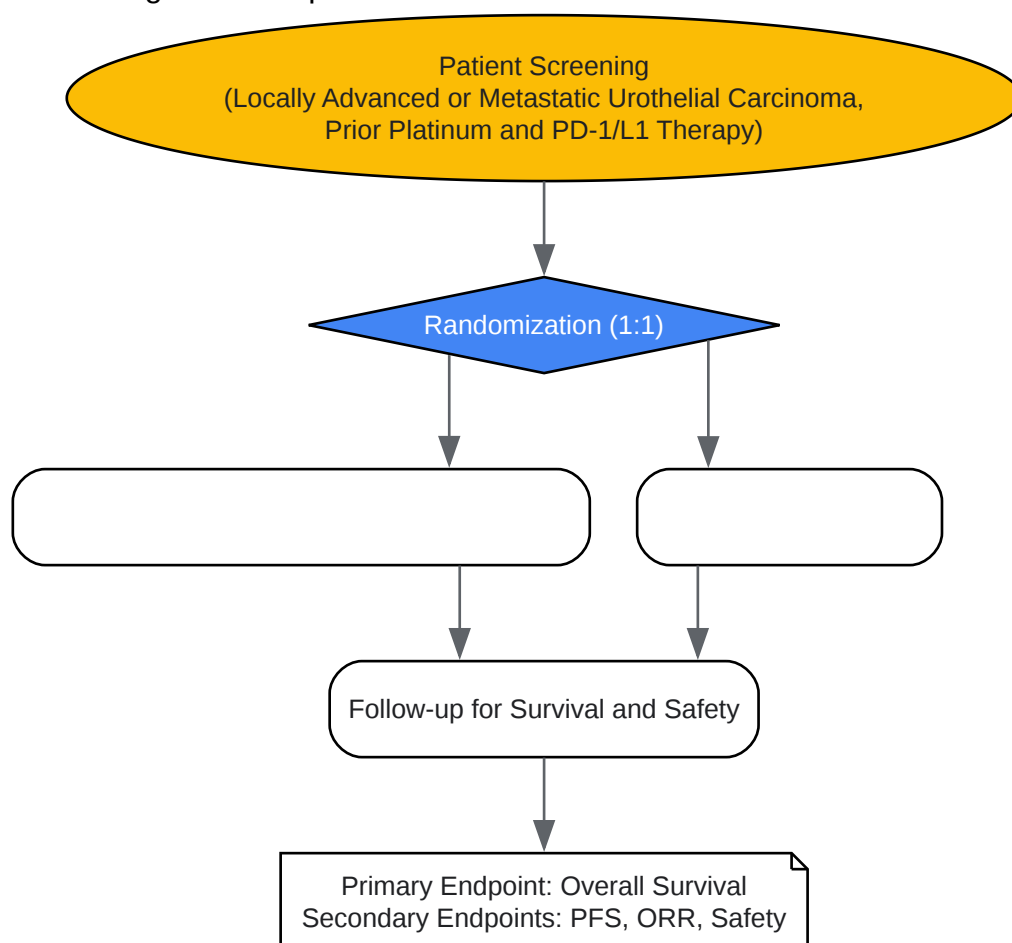 Patient Screening
(Locally Advanced or Metastatic Urothelial Carcinoma,
Prior Platinum and PD-1/L1 Therapy)
Randomization (1:1)
Follow-up for Survival and Safety
Primary Endpoint: Overall Survival
Secondary Endpoints: PFS, ORR, Safety